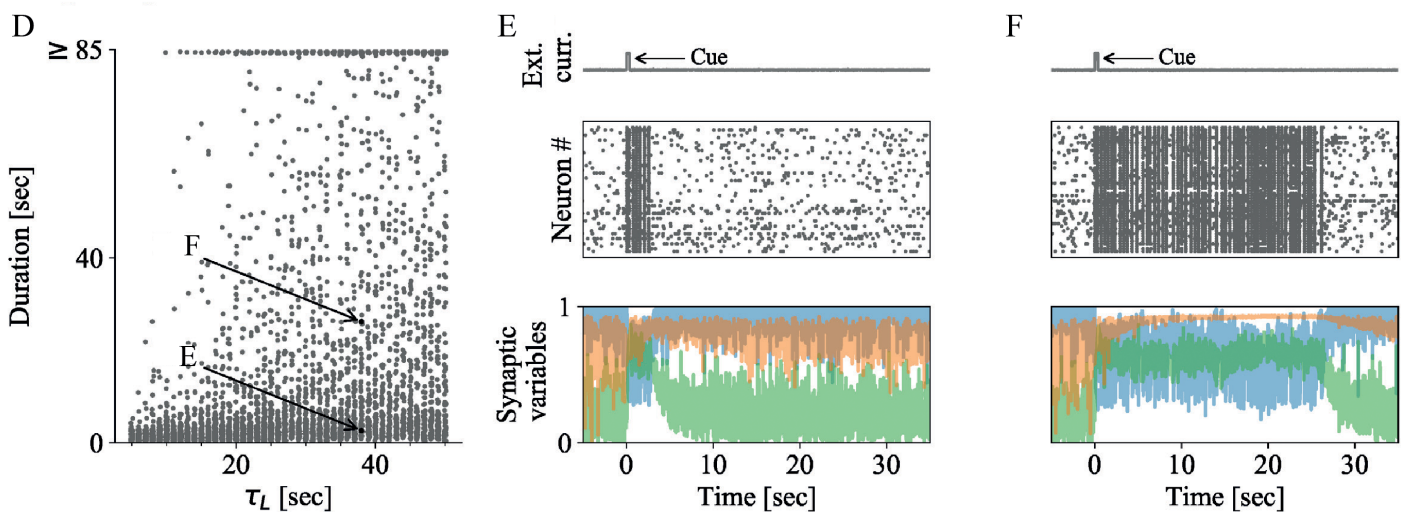 D
≥
85
40
0
Duration [sec]
F
E
20
40
τL [sec]
E
Ext.
curr.
Cue
Neuron #
Synaptic
variables
1
0
0
10
20
30
Time [sec]
F
Cue
0
10
20
30
Time [sec]